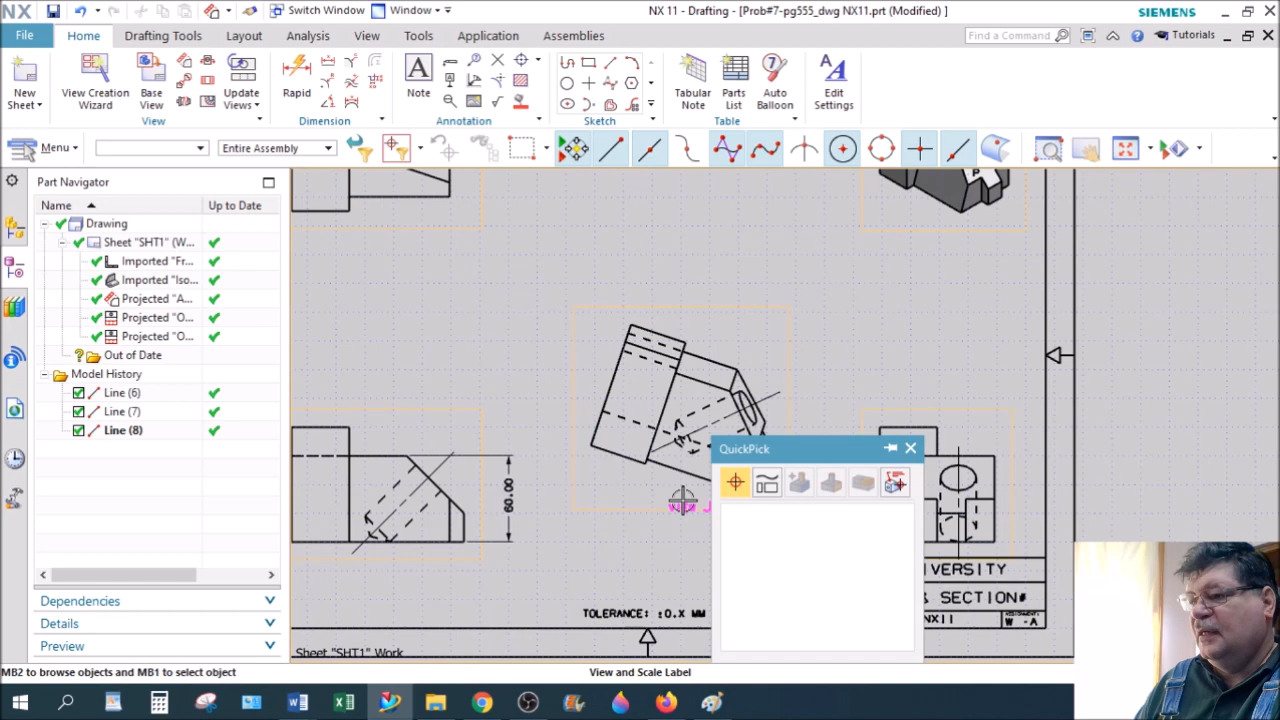 NX
Switch Window
Window
NX 11 - Drafting - [Prob#7-pg555_dwg NX11.prt (Modified) ]
SIEMENS
File
Home
Drafting Tools
Layout
Analysis
View
Tools
Application
Assemblies
Find a Command
Tutorials
New Sheet
View Creation Wizard
Base View
Update Views
View
Rapid
Dimension
Note
Annotation
Sketch
Tabular Note
Parts List
Auto Balloon
Table
Edit Settings
Menu
Entire Assembly
Part Navigator
Name
Up to Date
Drawing
Sheet "SHT1" (W...
Imported "Fr...
Imported "Iso...
Projected "A...
Projected "O...
Projected "O...
Out of Date
Model History
Line (6)
Line (7)
Line (8)
Dependencies
Details
Preview
P
60.00
VIEW J
QuickPick
IVERSITY
SECTION#
NX11
W -A
TOLERANCE: ±0.X MM
Sheet "SHT1" Work
MB2 to browse objects and MB1 to select object
View and Scale Label